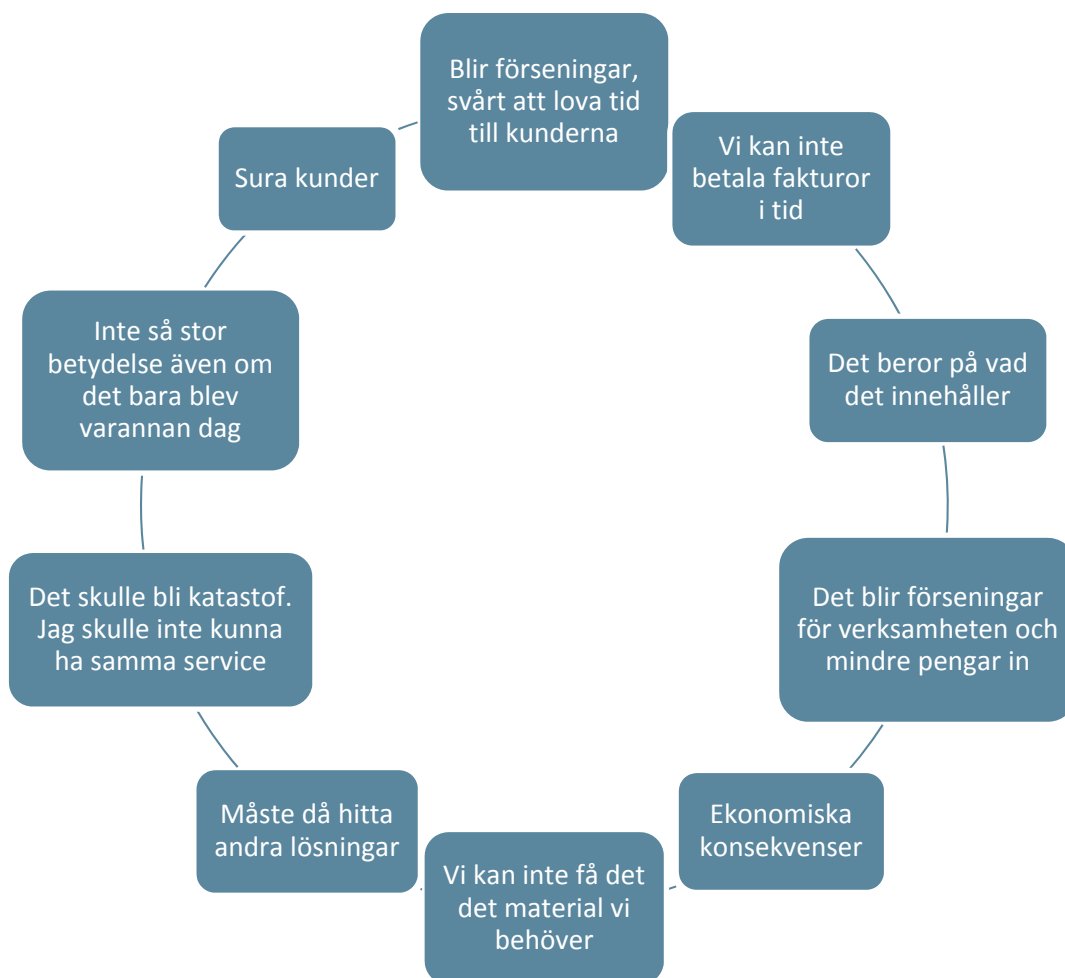 Blir förseningar,
svårt att lova tid
till kunderna
Vi kan inte
betala fakturor
i tid
Det beror på vad
det innehåller
Det blir förseningar
för verksamheten och
mindre pengar in
Ekonomiska
konsekvenser
Vi kan inte få det
det material vi
behöver
Måste då hitta
andra lösningar
Det skulle bli katastof.
Jag skulle inte kunna
ha samma service
Inte så stor
betydelse även om
det bara blev
varannan dag
Sura kunder